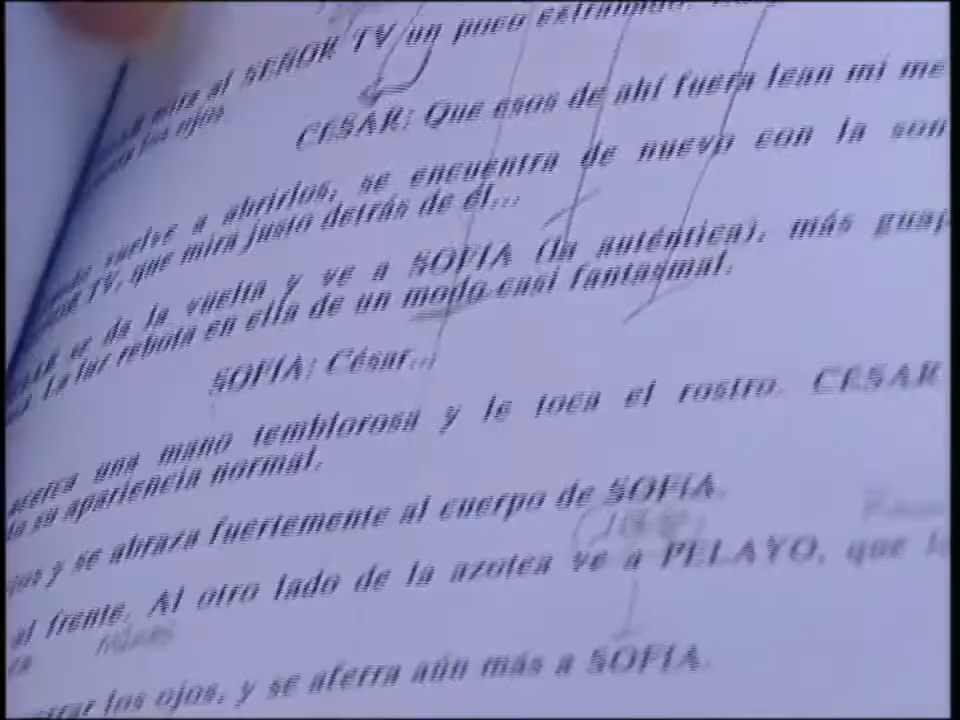 mira al SEÑOR TV un poco extrañado.
los ojos
CESAR: Que esos de ahí fuera lean mi me
vuelve a abrirlos, se encuentra de nuevo con la son
TV, que mira justo detrás de él...
se da la vuelta y ve a SOFIA (la auténtica), más guap
La luz rebota en ella de un modo casi fantasmal.
SOFIA: César...
acerca una mano temblorosa y le toca el rostro. CESAR
su apariencia normal.
y se abraza fuertemente al cuerpo de SOFIA.
al frente. Al otro lado de la azotea ve a PELAYO, que
los ojos, y se aferra aún más a SOFIA.